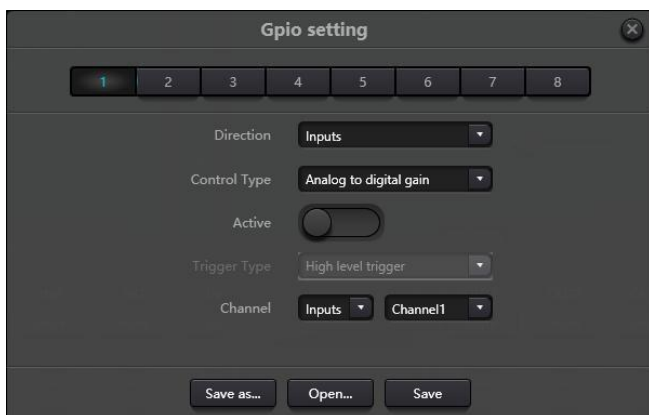 Gpio setting
1 2 3 4 5 6 7 8
Direction Inputs
Control Type Analog to digital gain
Active
Trigger Type High level trigger
Channel Inputs Channel1
Save as... Open... Save